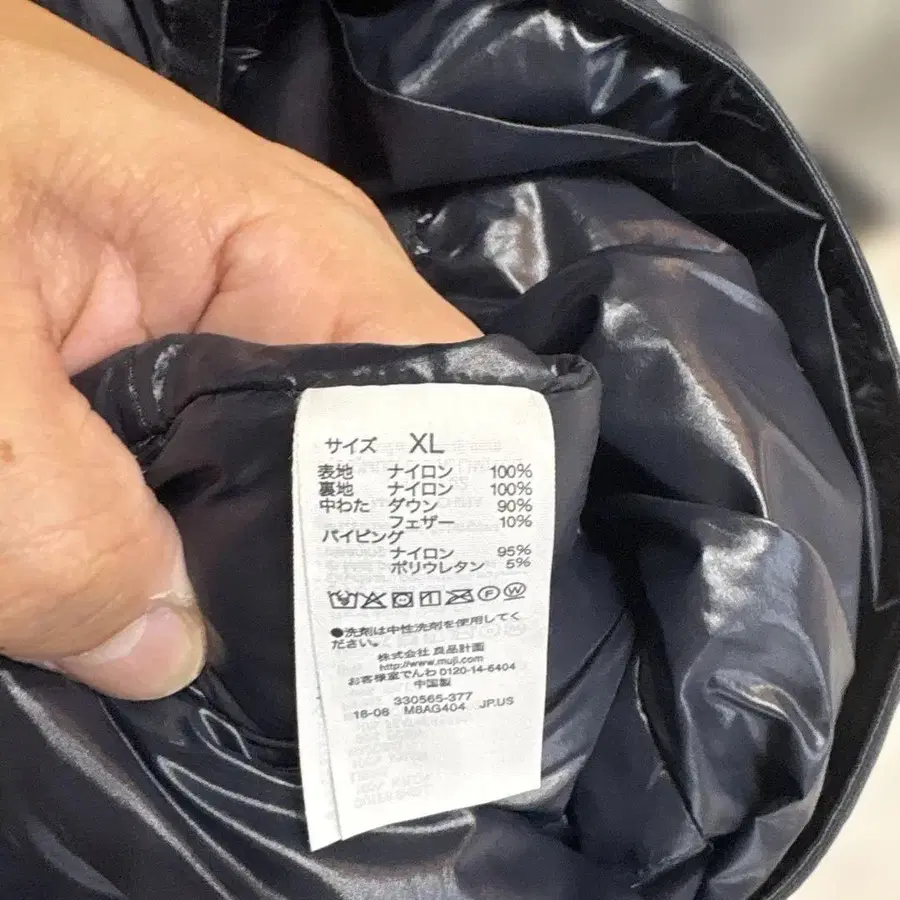 サイズ XL
表地 ナイロン 100%
裏地 ナイロン 100%
中わた ダウン 90%
フェザー 10%
パイピング
ナイロン 95%
ポリウレタン 5%
F W
●洗剤は中性洗剤を使用してく
ださい。
株式会社 良品計画
http://www.muji.com
お客様室でんわ 0120-14-6404
中国製
330565-377
18-08 M8AG404 JP.US